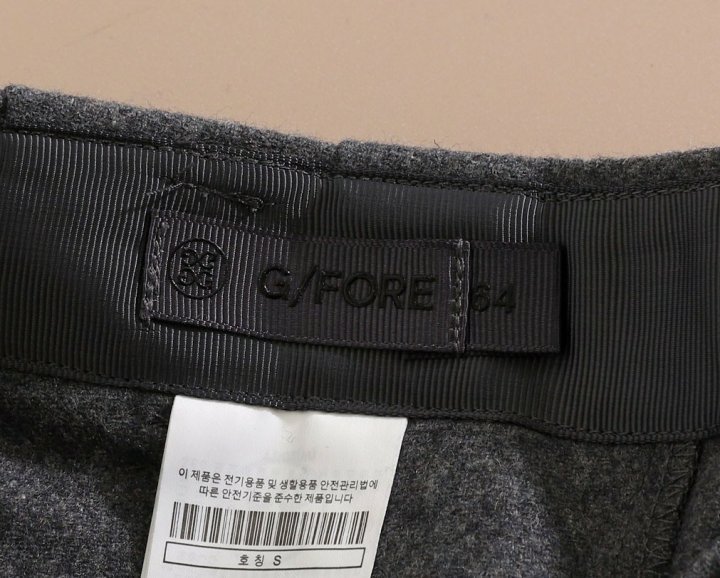 G/FORE 64
이 제품은 전기용품 및 생활용품 안전관리법에
따른 안전기준을 준수한 제품입니다
호칭 S